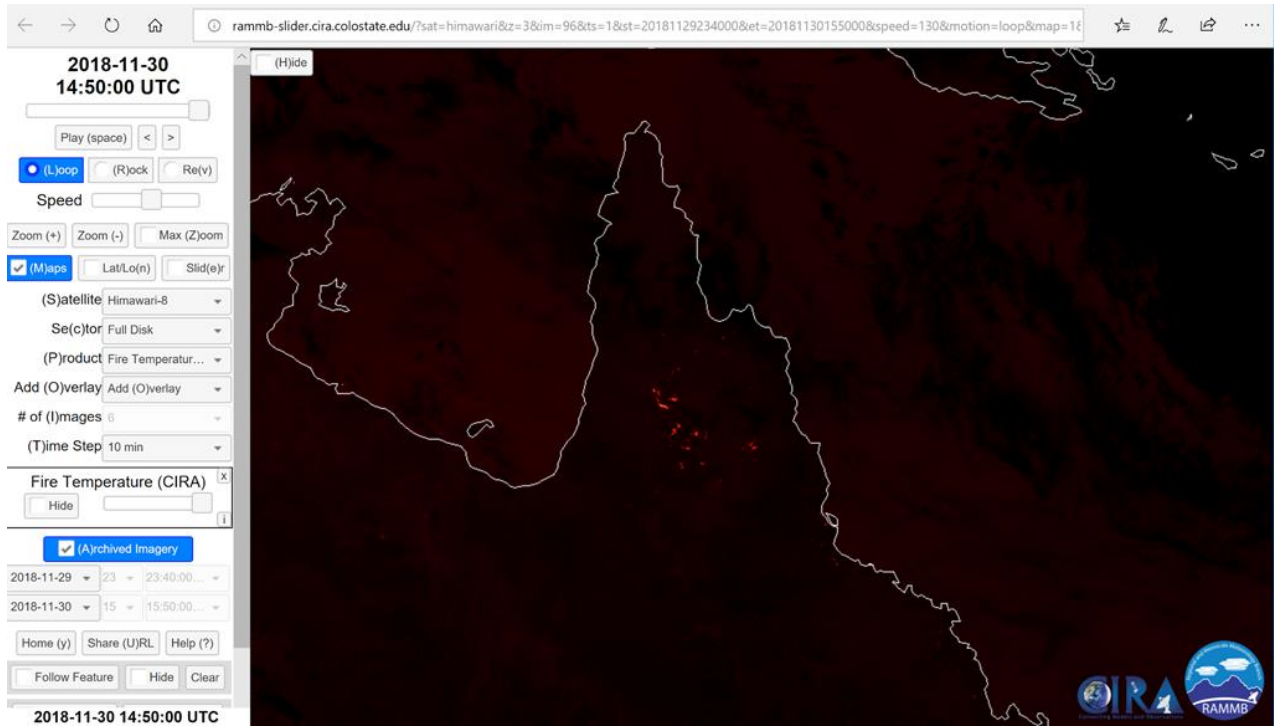 rammb-slider.cira.colostate.edu/?sat=himawari&z=3&im=96&ts=1&st=20181129234000&et=20181130155000&speed=130&motion=loop&map=18
2018-11-30
14:50:00 UTC
Play (space) < >
(L)oop (R)ock Re(v)
Speed
Zoom (+) Zoom (-) Max (Z)oom
(M)aps Lat/Lo(n) Slid(e)r
(S)atellite Himawari-8
Se(c)tor Full Disk
(P)roduct Fire Temperatur...
Add (O)verlay Add (O)verlay
# of (I)mages 6
(T)ime Step 10 min
Fire Temperature (CIRA) x
Hide
i
(A)rchived Imagery
2018-11-29 23 23:40:00...
2018-11-30 15 15:50:00...
Home (y) Share (U)RL Help (?)
Follow Feature Hide Clear
2018-11-30 14:50:00 UTC
(H)ide
CIRA
RAMMB